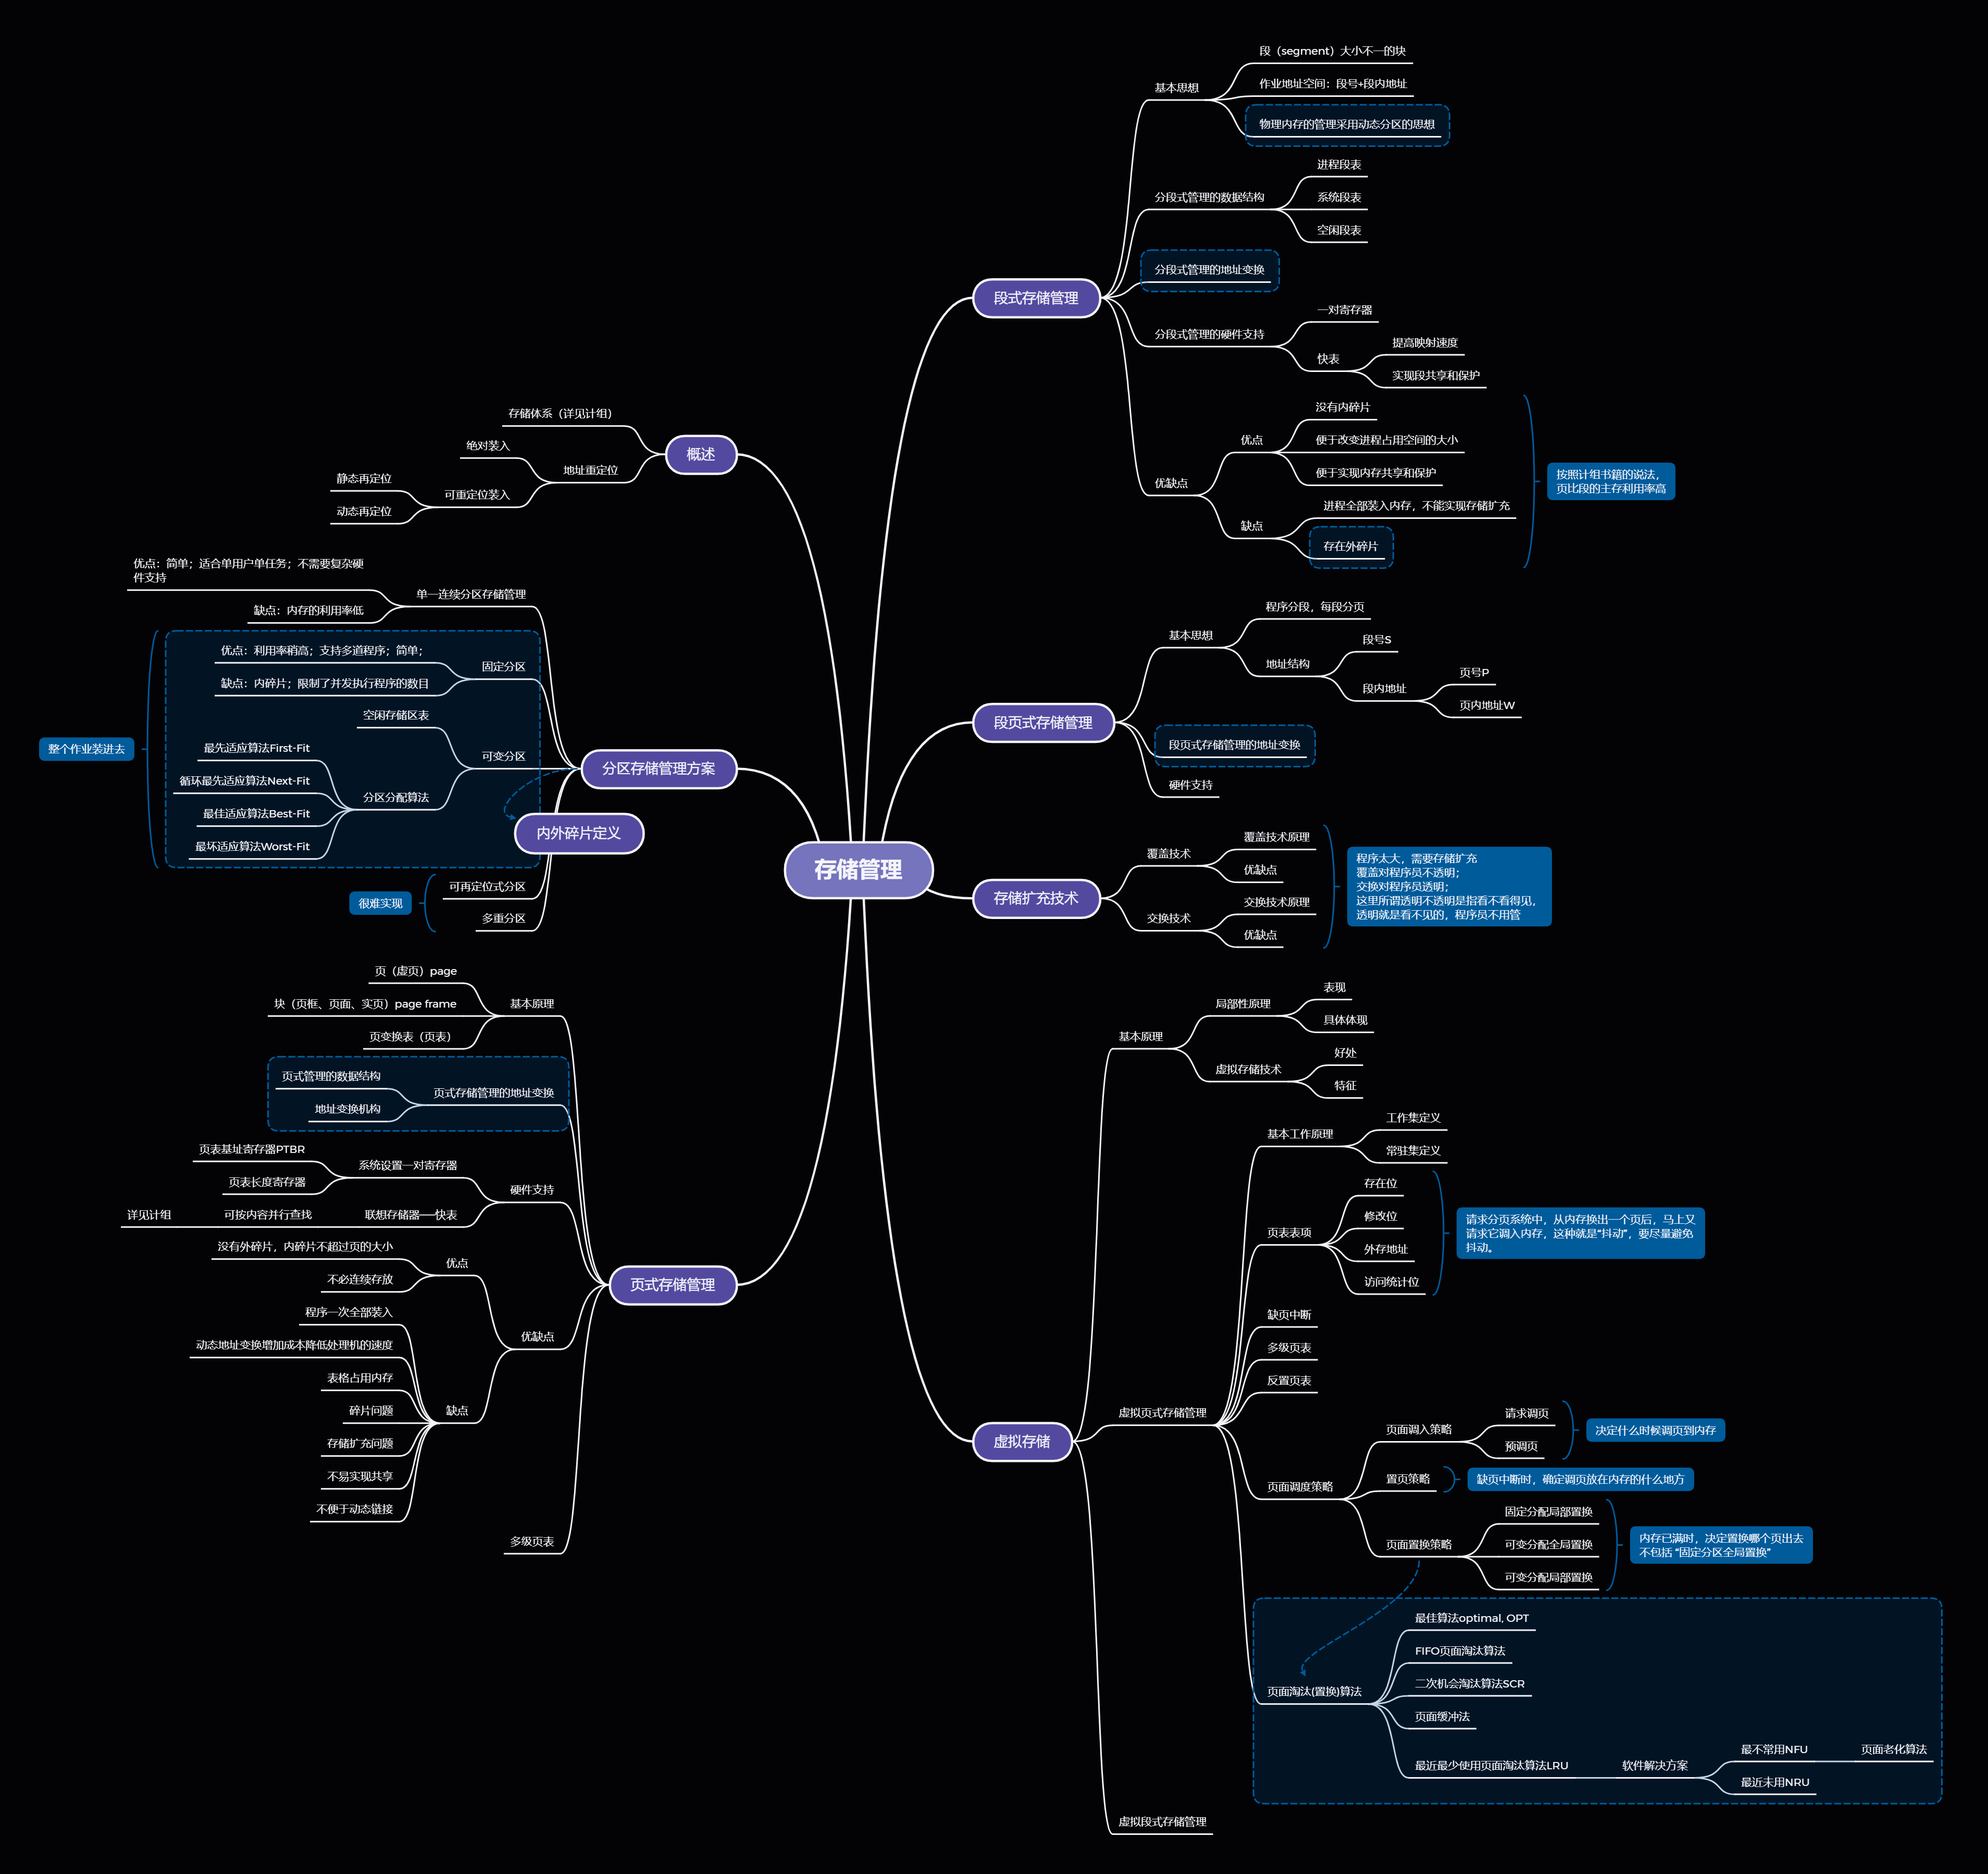 存储管理
概述
存储体系（详见计组）
地址重定位
绝对装入
可重定位装入
静态再定位
动态再定位
分区存储管理方案
单一连续分区存储管理
优点：简单；适合单用户单任务；不需要复杂硬
件支持
缺点：内存的利用率低
固定分区
优点：利用率稍高；支持多道程序；简单；
缺点：内碎片；限制了并发执行程序的数目
可变分区
空闲存储区表
分区分配算法
最先适应算法First-Fit
循环最先适应算法Next-Fit
最佳适应算法Best-Fit
最坏适应算法Worst-Fit
整个作业装进去
内外碎片定义
可再定位式分区
多重分区
很难实现
页式存储管理
基本原理
页（虚页）page
块（页框、页面、实页）page frame
页变换表（页表）
页式存储管理的地址变换
页式管理的数据结构
地址变换机构
硬件支持
系统设置一对寄存器
页表基址寄存器PTBR
页表长度寄存器
联想存储器——快表
可按内容并行查找
详见计组
优缺点
优点
没有外碎片，内碎片不超过页的大小
不必连续存放
缺点
程序一次全部装入
动态地址变换增加成本降低处理机的速度
表格占用内存
碎片问题
存储扩充问题
不易实现共享
不便于动态链接
多级页表
段式存储管理
基本思想
段（segment）大小不一的块
作业地址空间：段号+段内地址
物理内存的管理采用动态分区的思想
分段式管理的数据结构
进程段表
系统段表
空闲段表
分段式管理的地址变换
分段式管理的硬件支持
一对寄存器
快表
提高映射速度
实现段共享和保护
优缺点
优点
没有内碎片
便于改变进程占用空间的大小
便于实现内存共享和保护
缺点
进程全部装入内存，不能实现存储扩充
存在外碎片
按照计组书籍的说法，
页比段的主存利用率高
段页式存储管理
基本思想
程序分段，每段分页
地址结构
段号S
段内地址
页号P
页内地址W
段页式存储管理的地址变换
硬件支持
存储扩充技术
覆盖技术
覆盖技术原理
优缺点
交换技术
交换技术原理
优缺点
程序太大，需要存储扩充
覆盖对程序员不透明；
交换对程序员透明；
这里所谓透明不透明是指看不看得见，
透明就是看不见的，程序员不用管
虚拟存储
基本原理
局部性原理
表现
具体体现
虚拟存储技术
好处
特征
虚拟页式存储管理
基本工作原理
工作集定义
常驻集定义
页表表项
存在位
修改位
外存地址
访问统计位
请求分页系统中，从内存换出一个页后，马上又
请求它调入内存，这种就是“抖动”，要尽量避免
抖动。
缺页中断
多级页表
反置页表
页面调度策略
页面调入策略
请求调页
预调页
决定什么时候调页到内存
置页策略
缺页中断时，确定调页放在内存的什么地方
页面置换策略
固定分配局部置换
可变分配全局置换
可变分配局部置换
内存已满时，决定置换哪个页出去
不包括 “固定分区全局置换”
页面淘汰(置换)算法
最佳算法optimal, OPT
FIFO页面淘汰算法
二次机会淘汰算法SCR
页面缓冲法
最近最少使用页面淘汰算法LRU
软件解决方案
最不常用NFU
页面老化算法
最近未用NRU
虚拟段式存储管理